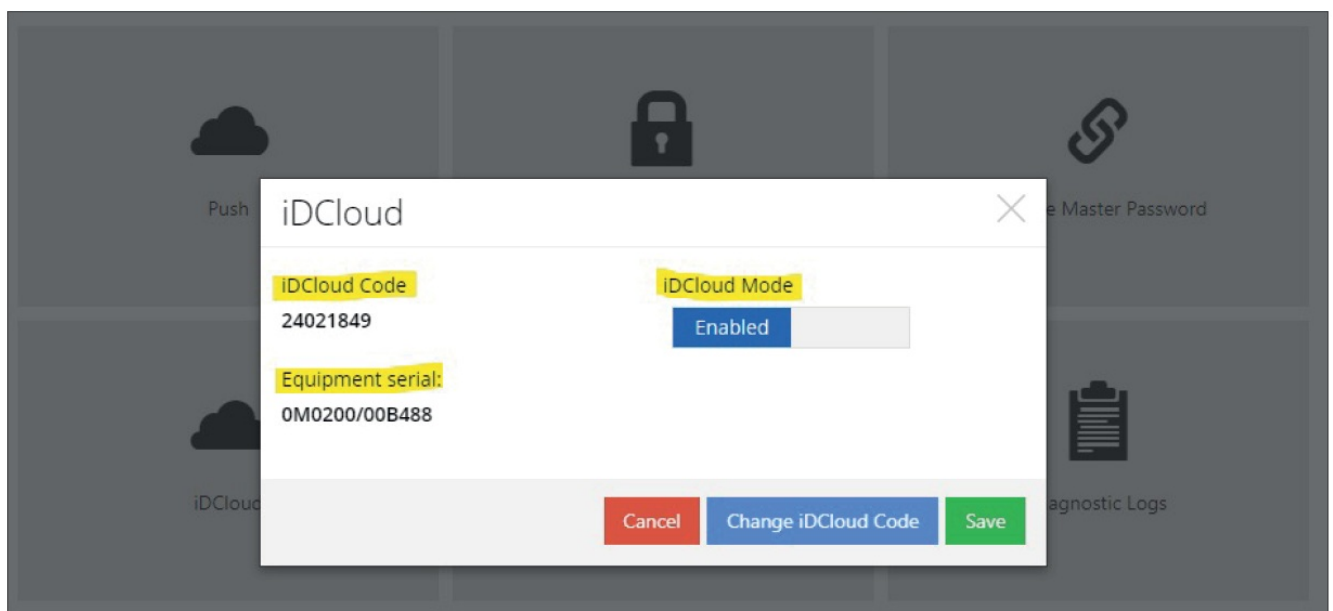 Push
iDCloud
e Master Password
iDCloud Code
iDCloud Mode
24021849
Enabled
Equipment serial:
0M0200/00B488
iDCloud
agnostic Logs
Cancel
Change iDCloud Code
Save